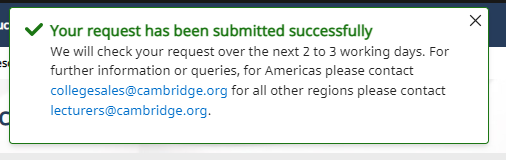 Your request has been submitted successfully
We will check your request over the next 2 to 3 working days. For
further information or queries, for Americas please contact
collegesales@cambridge.org for all other regions please contact
lecturers@cambridge.org.